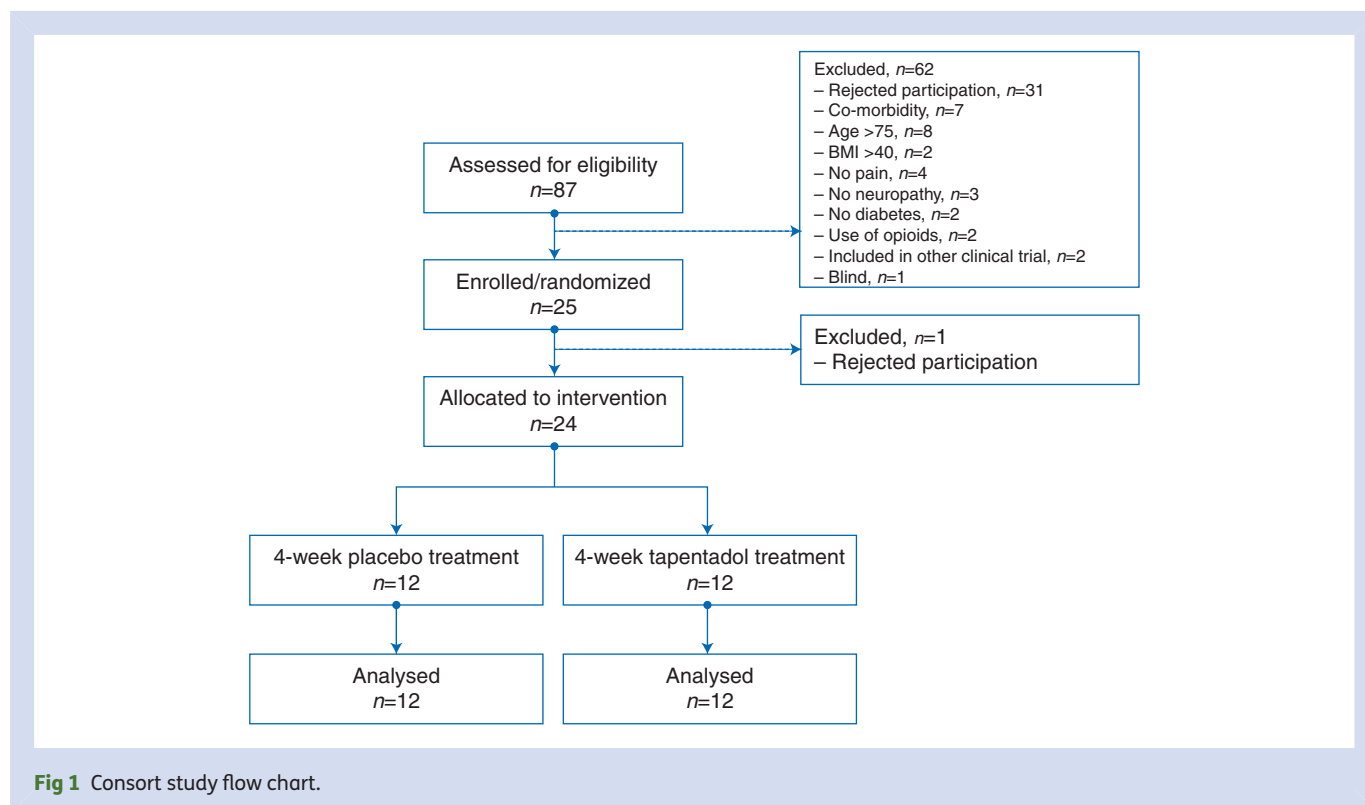 Assessed for eligibility
n=87
Excluded, n=62
– Rejected participation, n=31
– Co-morbidity, n=7
– Age >75, n=8
– BMI >40, n=2
– No pain, n=4
– No neuropathy, n=3
– No diabetes, n=2
– Use of opioids, n=2
– Included in other clinical trial, n=2
– Blind, n=1
Enrolled/randomized
n=25
Excluded, n=1
– Rejected participation
Allocated to intervention
n=24
4-week placebo treatment
n=12
4-week tapentadol treatment
n=12
Analysed
n=12
Analysed
n=12
Fig 1 Consort study flow chart.